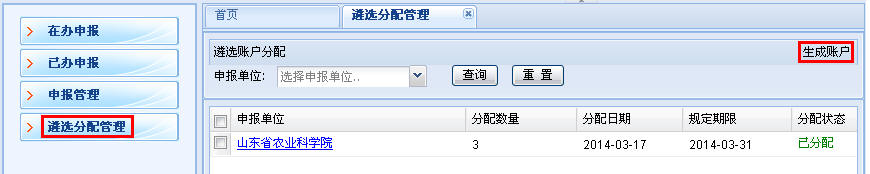 在办申报
已办申报
申报管理
遴选分配管理
首页 遴选分配管理
遴选账户分配 生成账户
申报单位: 选择申报单位.. 查询 重 置
申报单位 分配数量 分配日期 规定期限 分配状态
山东省农业科学院 3 2014-03-17 2014-03-31 已分配